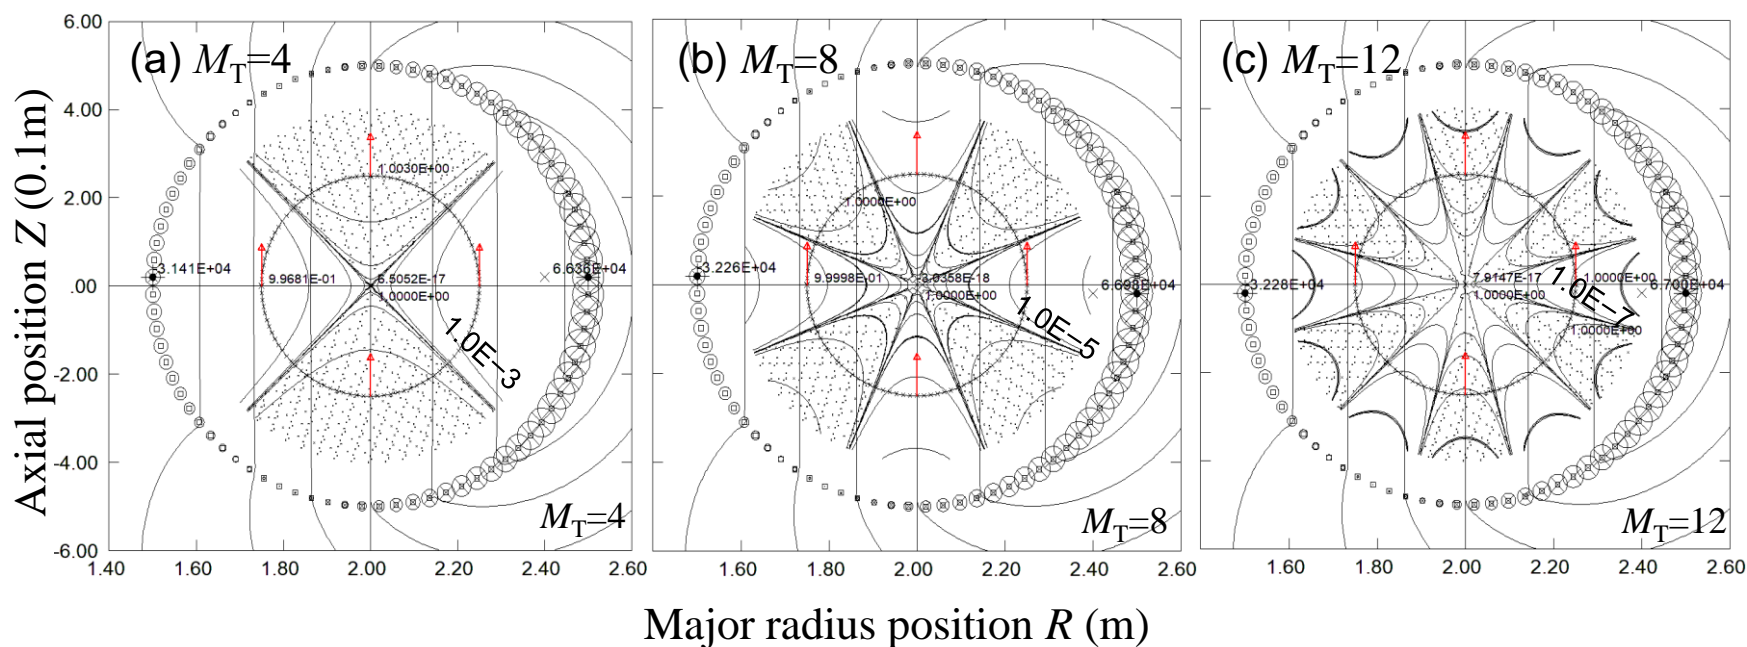 (a) M_T=4
(b) M_T=8
(c) M_T=12
Axial position Z (0.1m)
6.00
4.00
2.00
.00
-2.00
-4.00
-6.00
1.0030E+00
-3.141E+04
9.9681E-01
6.5052E-17
1.0000E+00
6.636E+04
1.0E-3
M_T=4
1.0000E+00
-3.226E+04
9.9998E-01
1.0000E+00
6.698E+04
1.0E-5
M_T=8
-3.228E+04
7.9147E-17
1.0000E+00
1.0000E+00
6.700E+04
1.0E-7
1.0000E+00
M_T=12
1.40 1.60 1.80 2.00 2.20 2.40 2.60
1.60 1.80 2.00 2.20 2.40 2.60
1.60 1.80 2.00 2.20 2.40 2.60
Major radius position R (m)